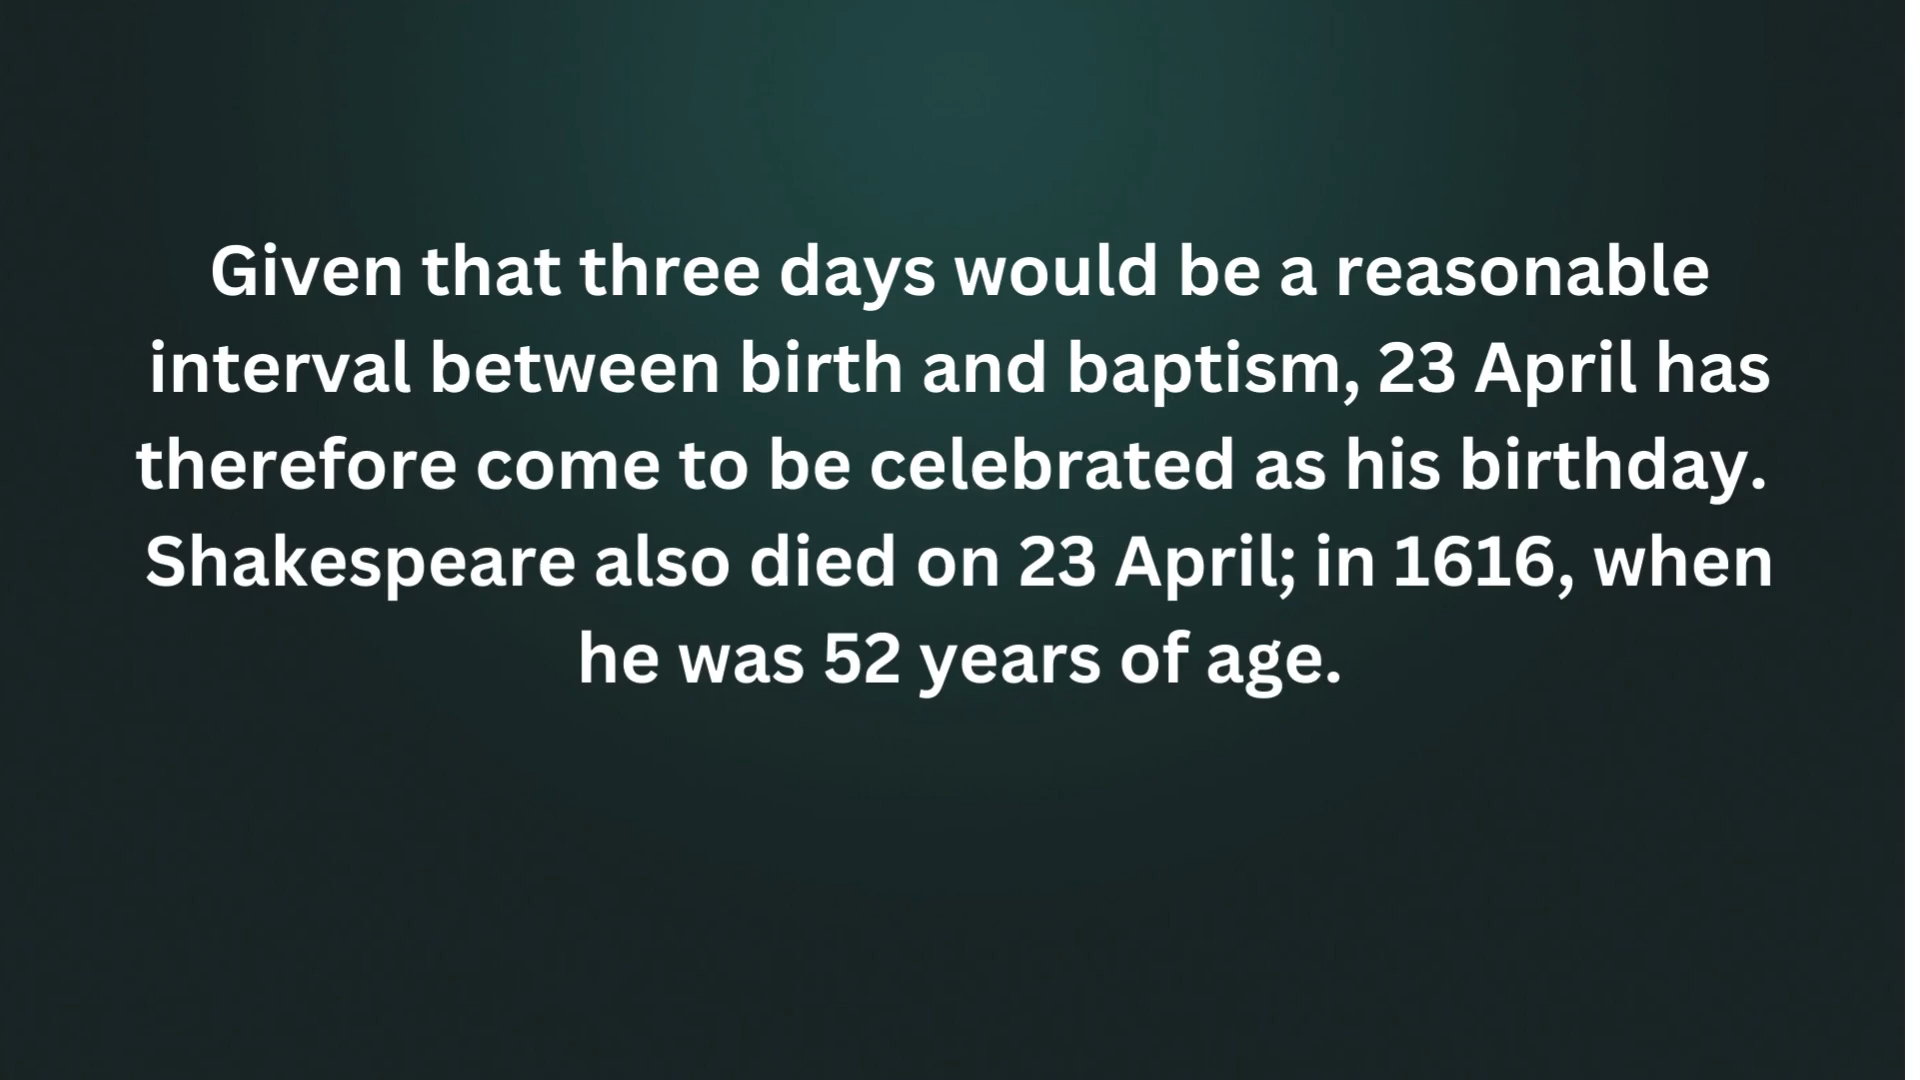 Given that three days would be a reasonable
interval between birth and baptism, 23 April has
therefore come to be celebrated as his birthday.
Shakespeare also died on 23 April; in 1616, when
he was 52 years of age.